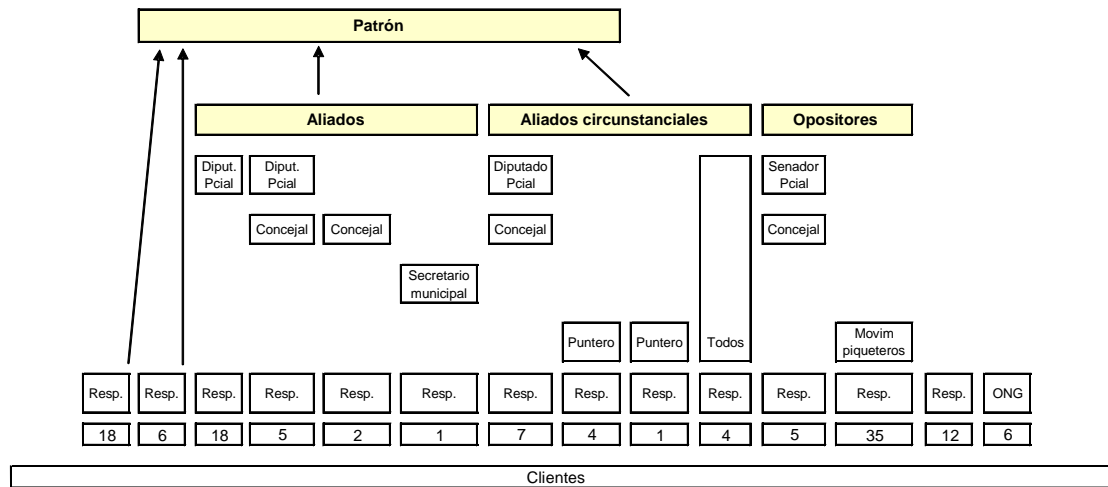 Patrón
Aliados
Aliados circunstanciales
Opositores
Diput.
Pcial
Diput.
Pcial
Diputado
Pcial
Senador
Pcial
Concejal
Concejal
Concejal
Concejal
Secretario
municipal
Puntero
Puntero
Todos
Movim
piqueteros
Resp.
Resp.
Resp.
Resp.
Resp.
Resp.
Resp.
Resp.
Resp.
Resp.
Resp.
Resp.
Resp.
ONG
18
6
18
5
2
1
7
4
1
4
5
35
12
6
Clientes